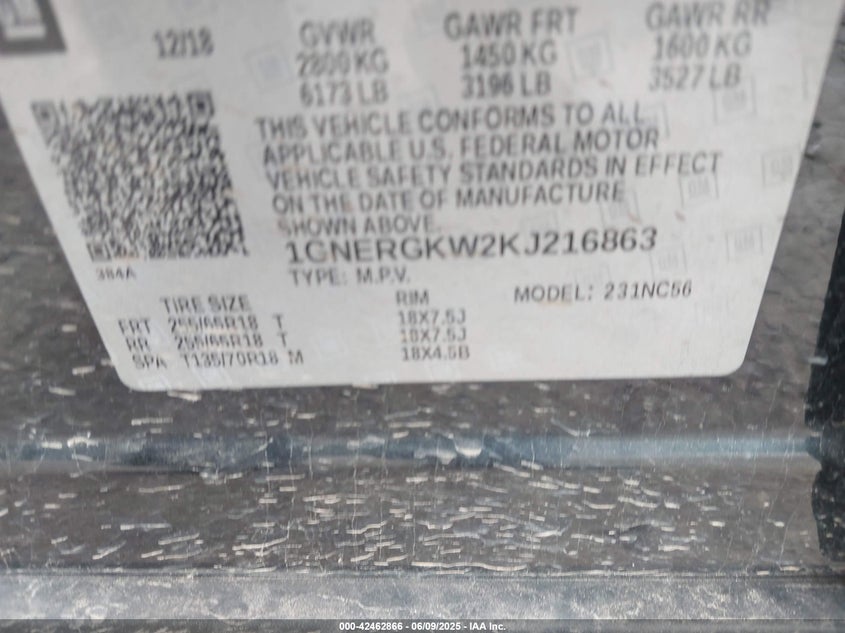 12/18
GVWR
2800 KG
6173 LB
GAWR FRT
1450 KG
3196 LB
GAWR RR
1600 KG
3527 LB
THIS VEHICLE CONFORMS TO ALL
APPLICABLE U.S. FEDERAL MOTOR
VEHICLE SAFETY STANDARDS IN EFFECT
ON THE DATE OF MANUFACTURE
SHOWN ABOVE.
1GNERGKW2KJ216863
384A
TYPE: M.P.V.
MODEL: 231NC56
TIRE SIZE RIM
FRT 255/65R18 T 18X7.5J
RR 255/65R18 T 18X7.5J
SPA T135/70R18 M 18X4.5B
000-42462866 - 06/09/2025 - IAA Inc.